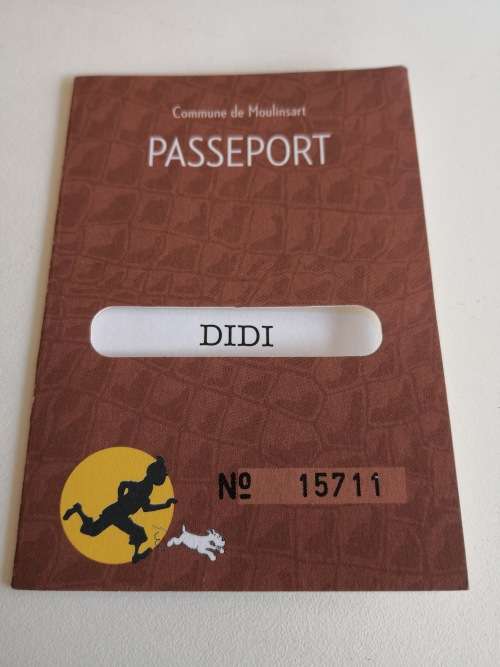 Commune de Moulinsart
PASSEPORT
DIDI
Nº 15711